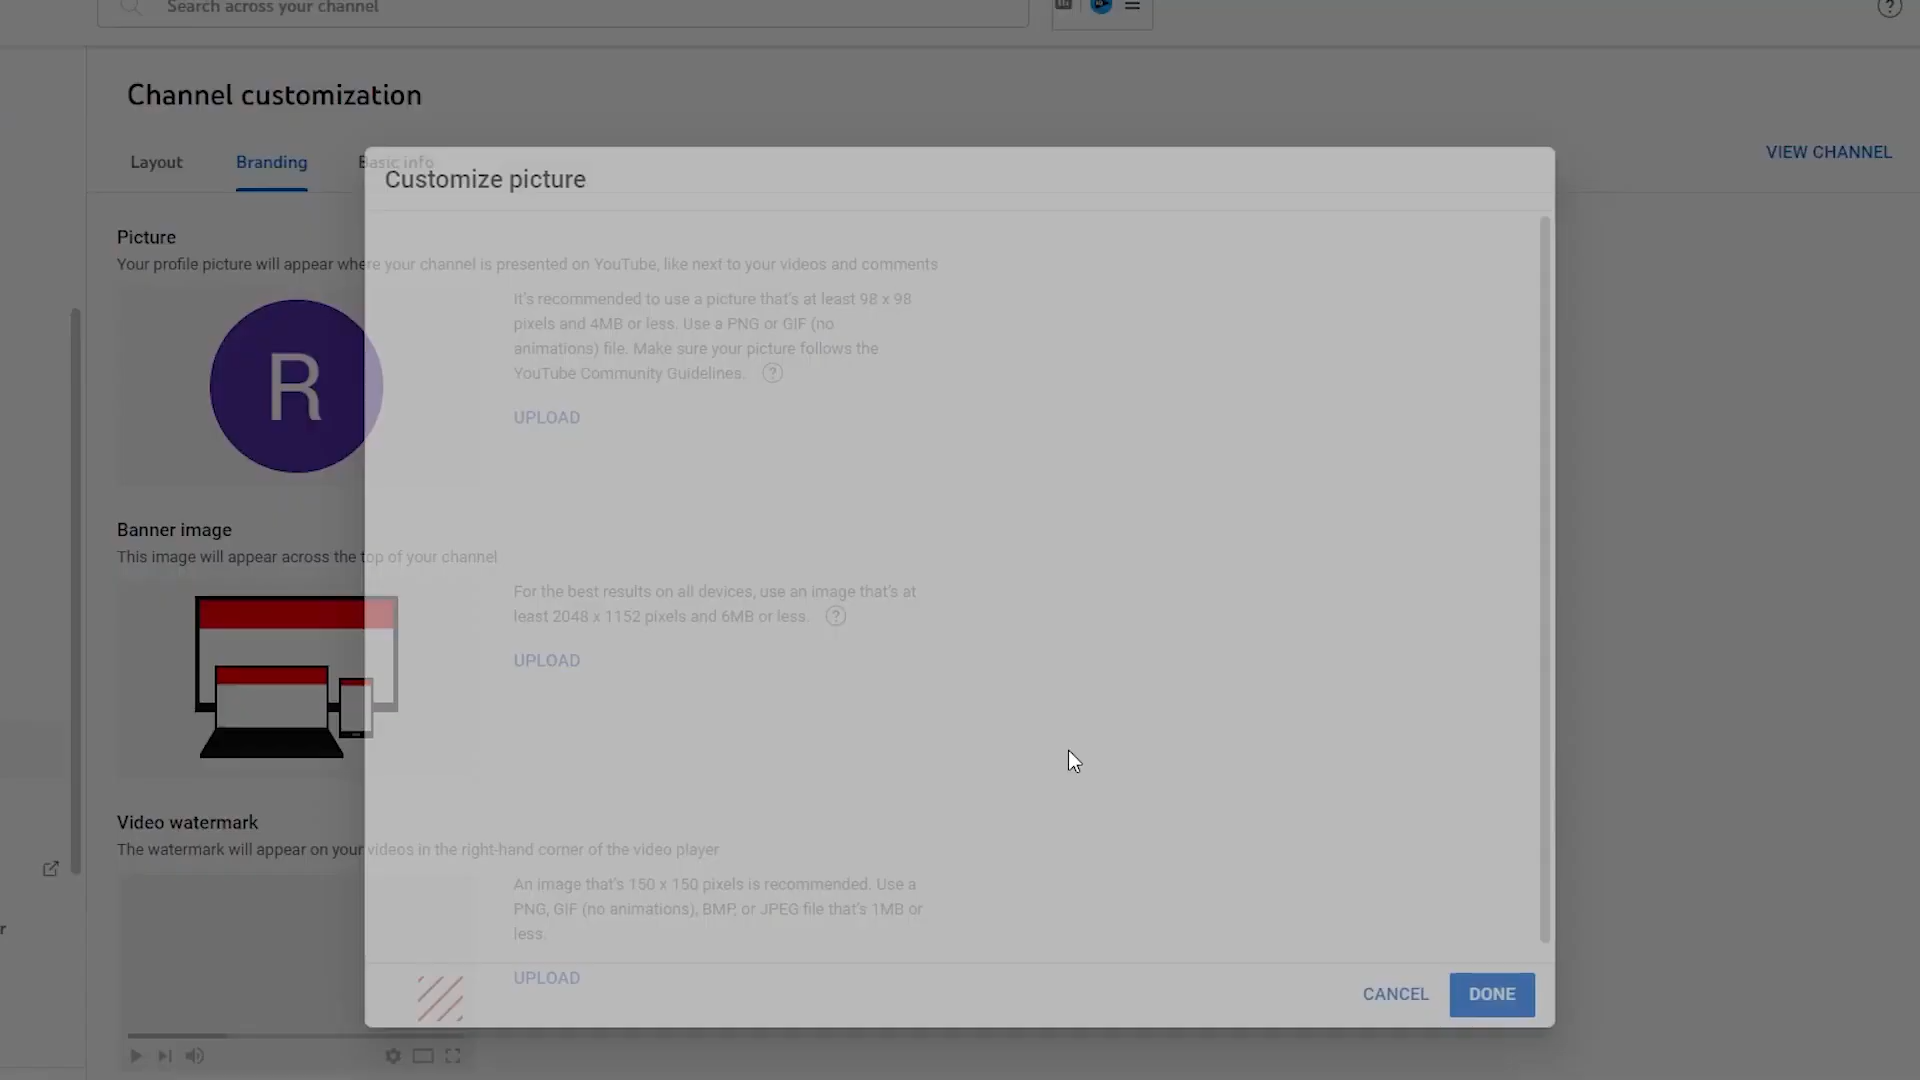 Search across your channel
?
Channel customization
Layout
Branding
Basic info
VIEW CHANNEL
Customize picture
Picture
Your profile picture will appear where your channel is presented on YouTube, like next to your videos and comments
R
It's recommended to use a picture that's at least 98 x 98
pixels and 4MB or less. Use a PNG or GIF (no
animations) file. Make sure your picture follows the
YouTube Community Guidelines. ?
UPLOAD
Banner image
This image will appear across the top of your channel
For the best results on all devices, use an image that's at
least 2048 x 1152 pixels and 6MB or less. ?
UPLOAD
Video watermark
The watermark will appear on your videos in the right-hand corner of the video player
An image that's 150 x 150 pixels is recommended. Use a
PNG, GIF (no animations), BMP, or JPEG file that's 1MB or
less.
UPLOAD
r
CANCEL
DONE